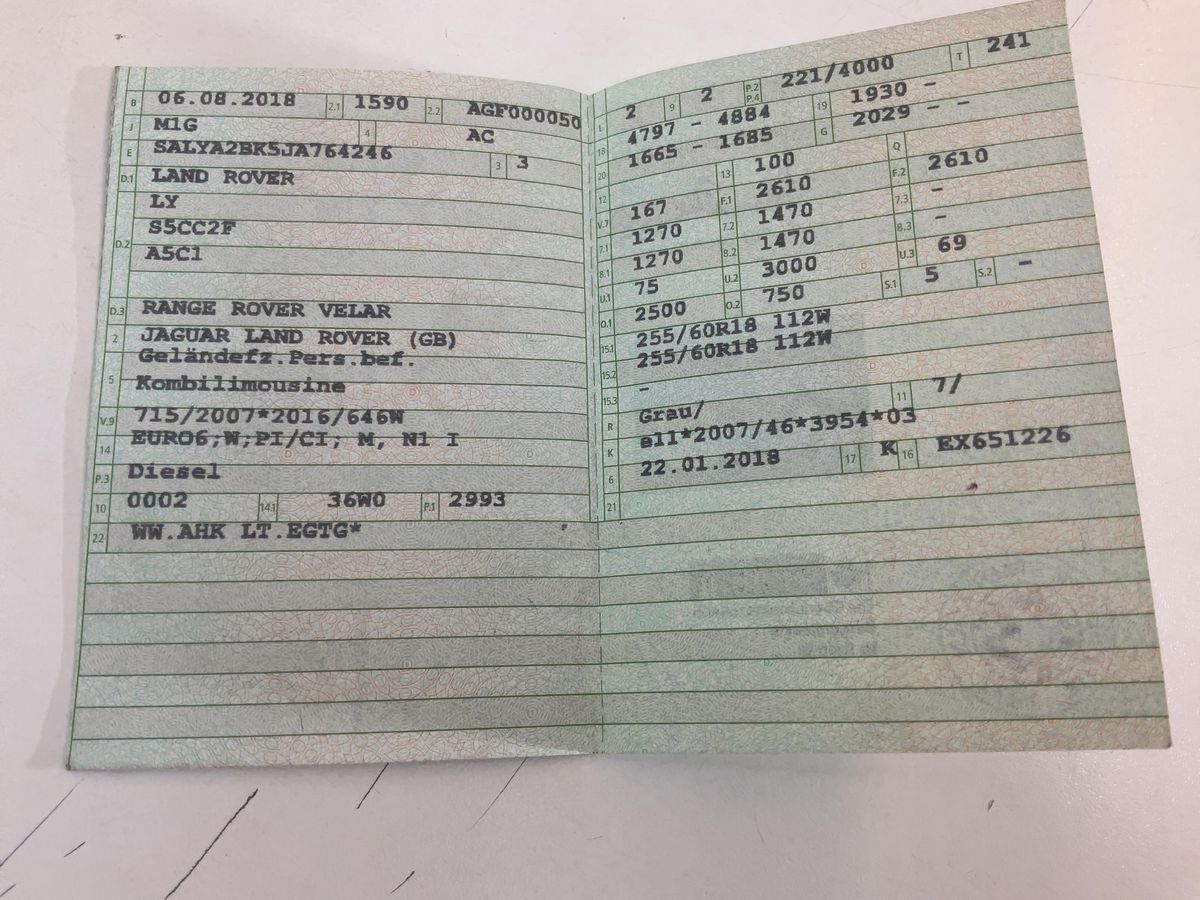 B 06.08.2018 2.1 1590 2.2 AGF000050
J M1G 4 AC
E SALYA2BK5JA764246 3 3
D.1 LAND ROVER
LY
D.2 S5CC2F
A5C1
D.3 RANGE ROVER VELAR
2 JAGUAR LAND ROVER (GB)
Geländefz.Pers.bef.
5 Kombilimousine
V.9 715/2007*2016/646W
14 EURO6;W;PI/CI; M, N1 I
P.3 Diesel
10 0002 14.1 36W0 P.1 2993
22 WW.AHK LT.EGTG*
L 2 9 2 P.2 P.4 221/4000 T 241
18 4797 - 4884 19 1930 -
20 1665 - 1685 G 2029 - -
12 13 100 Q
V.7 167 F.1 2610 F.2 2610
7.1 1270 7.2 1470 7.3 -
8.1 1270 8.2 1470 8.3 -
U.1 75 U.2 3000 U.3 69
O.1 2500 O.2 750 S.1 5 S.2 -
15.1 255/60R18 112W
15.2 255/60R18 112W
15.3 -
R Grau/ 11 7/
K e11*2007/46*3954*03
6 22.01.2018 17 K 16 EX651226
21